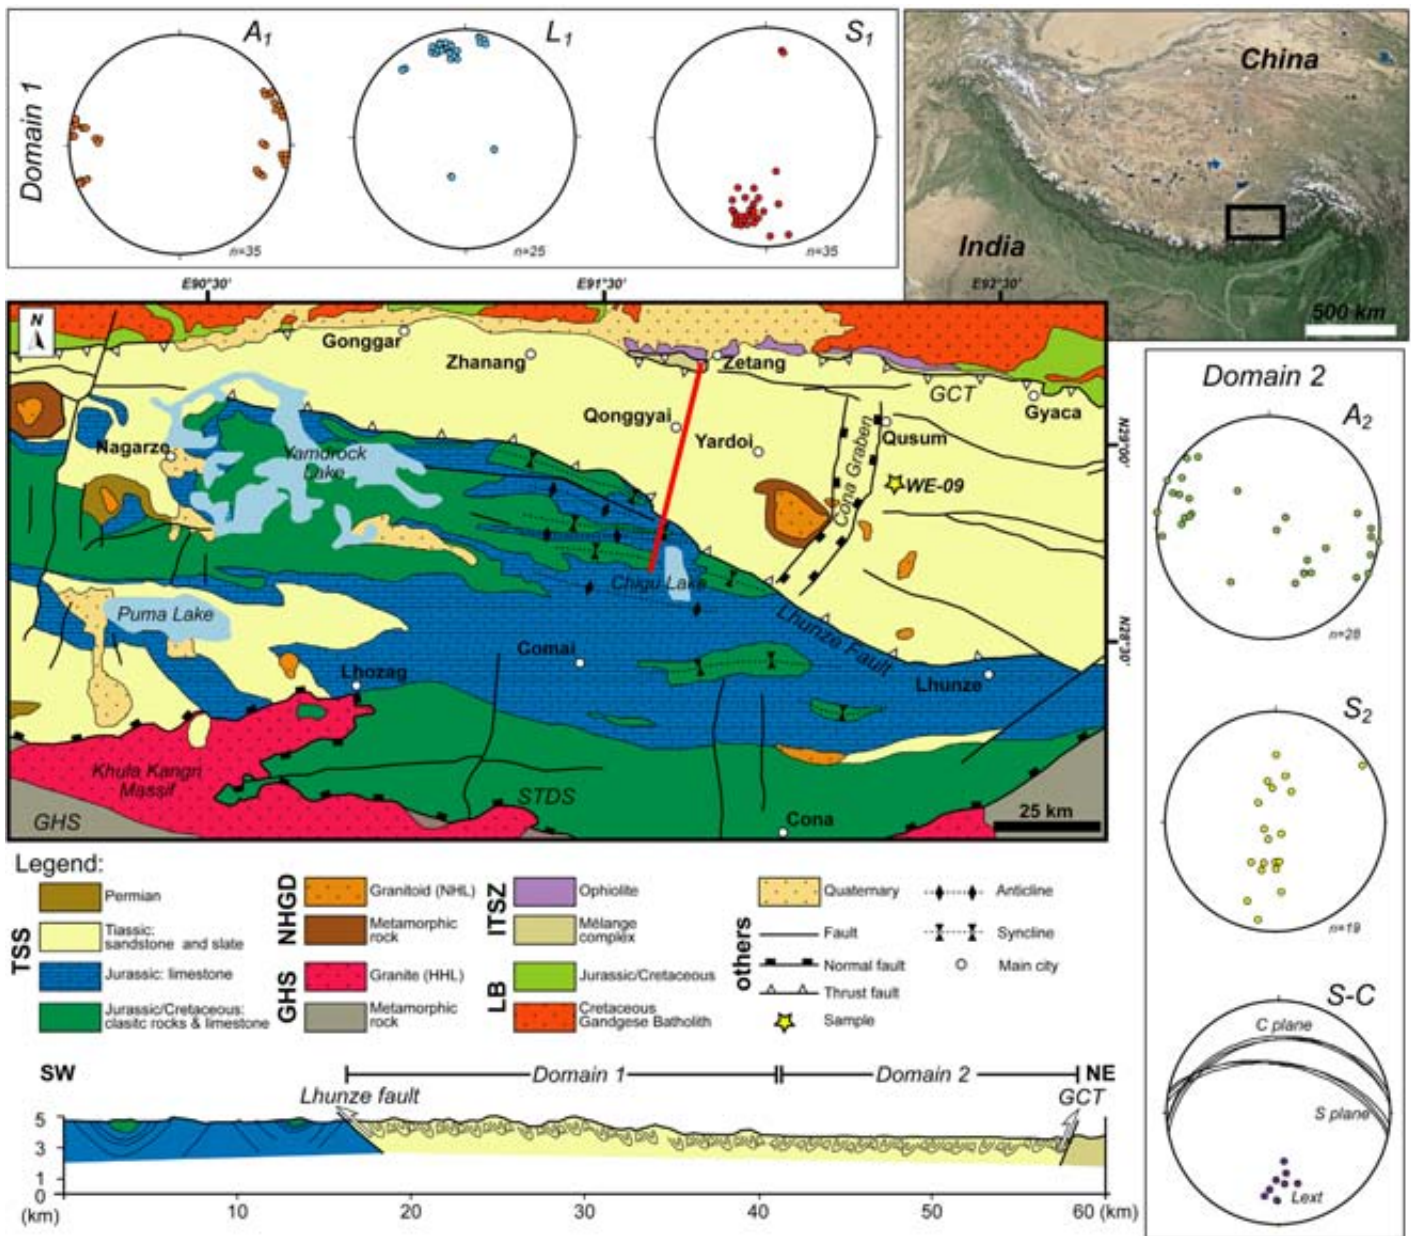 Domain 1
A1
L1
S1
n=35
n=25
n=35
China
India
500 km
E90°30'
E91°30'
E92°30'
N
Gonggar
Zhanang
Zetang
GCT
Gyaca
Qonggyai
Yardoi
Qusum
Nagarze
Yamdrock
Lake
Cona Graben
WE-09
N29°00'
Chigu Lake
Puma Lake
Lhunze Fault
N28°30'
Comai
Lhozag
Lhunze
Khula Kangri
Massif
STDS
GHS
Cona
25 km
Domain 2
A2
n=28
S2
n=19
S-C
C plane
S plane
Lext
Legend:
TSS
Permian
Tiassic:
sandstone and slate
Jurassic: limestone
Jurassic/Cretaceous:
clasitc rocks & limestone
NHGD
Granitoid (NHL)
Metamorphic
rock
GHS
Granite (HHL)
Metamorphic
rock
ITSZ
Ophiolite
Mélange
complex
LB
Jurassic/Cretaceous
Cretaceous
Gandgese Batholith
others
Quaternary
Fault
Normal fault
Thrust fault
Sample
Anticline
Syncline
Main city
SW
Domain 1
Domain 2
NE
Lhunze fault
GCT
5
3
1
0
(km)
10
20
30
40
50
60 (km)